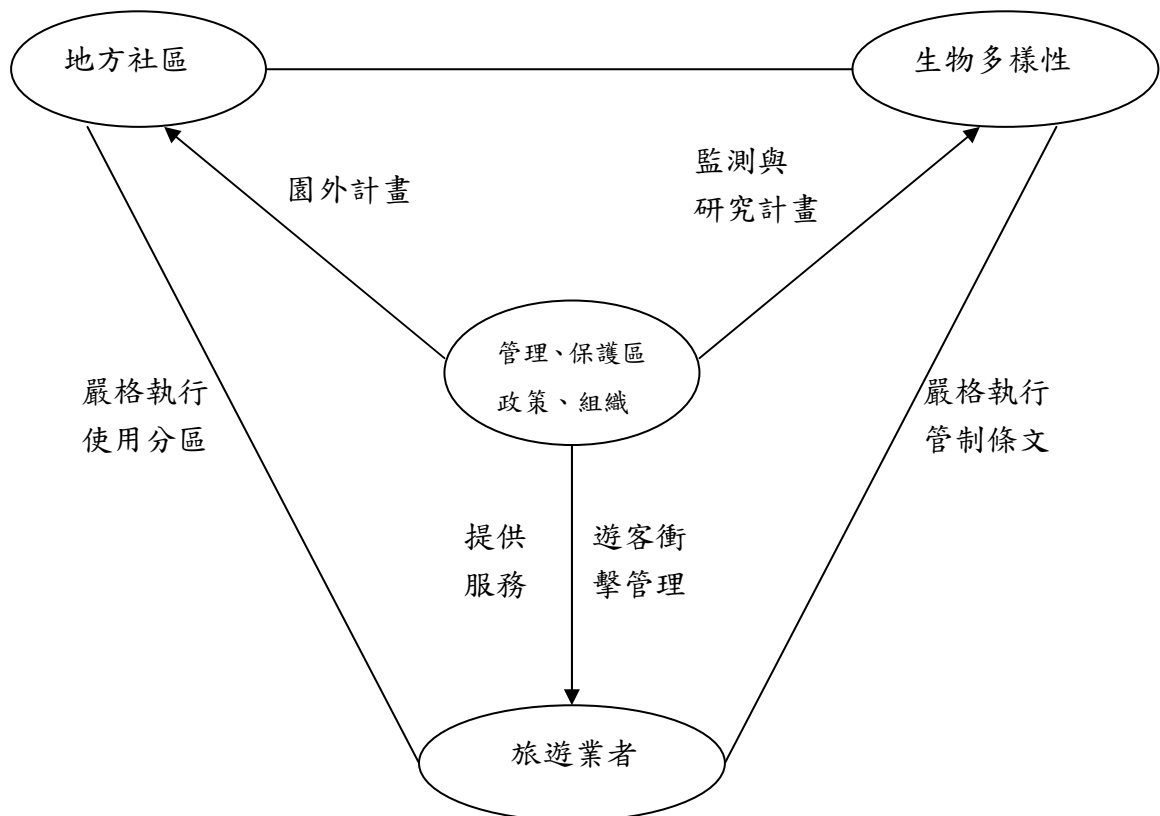 地方社區
生物多樣性
園外計畫
監測與
研究計畫
管理、保護區
政策、組織
嚴格執行
使用分區
嚴格執行
管制條文
提供
服務
遊客衝
擊管理
旅遊業者